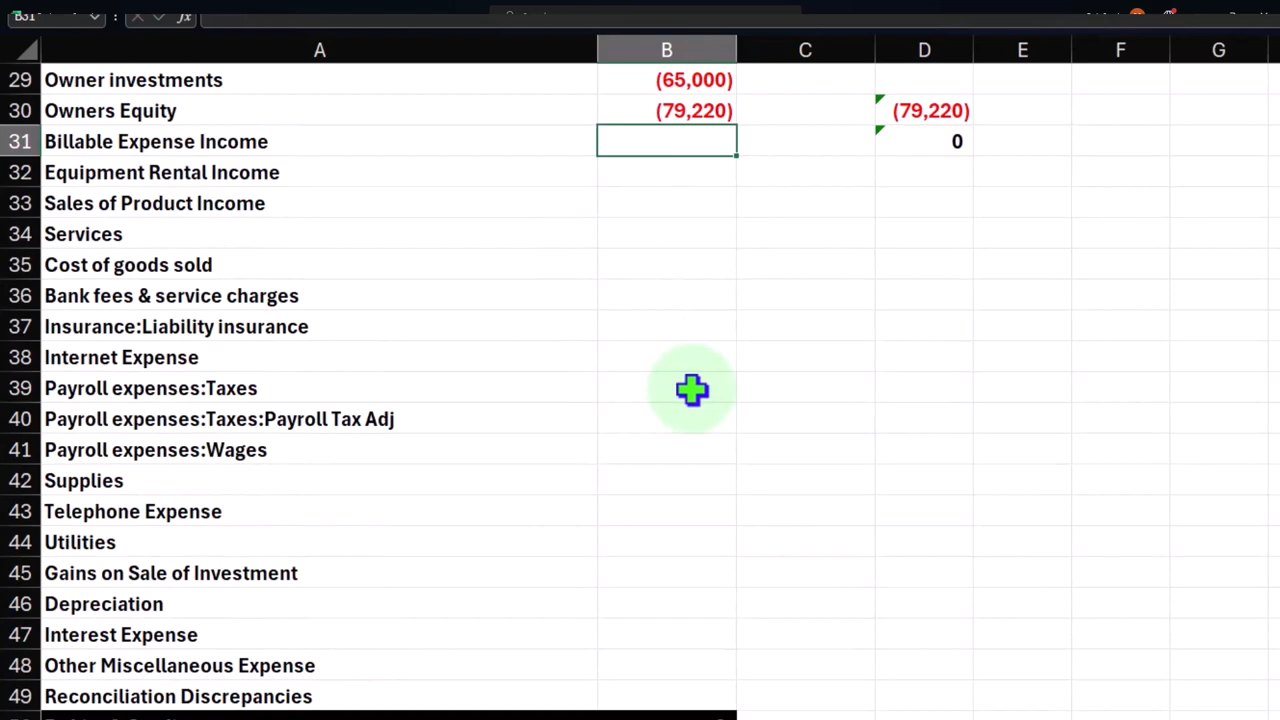 B31
fx
A B C D E F G
29 Owner investments (65,000)
30 Owners Equity (79,220) (79,220)
31 Billable Expense Income 0
32 Equipment Rental Income
33 Sales of Product Income
34 Services
35 Cost of goods sold
36 Bank fees & service charges
37 Insurance:Liability insurance
38 Internet Expense
39 Payroll expenses:Taxes
40 Payroll expenses:Taxes:Payroll Tax Adj
41 Payroll expenses:Wages
42 Supplies
43 Telephone Expense
44 Utilities
45 Gains on Sale of Investment
46 Depreciation
47 Interest Expense
48 Other Miscellaneous Expense
49 Reconciliation Discrepancies